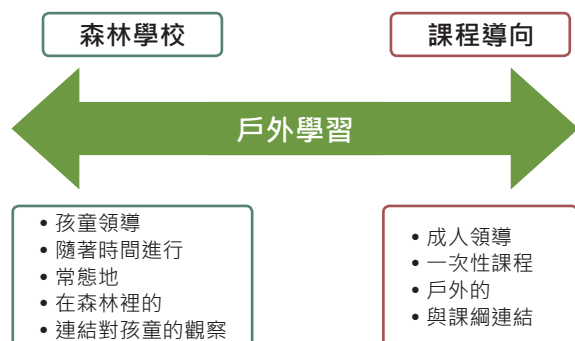 森林學校
課程導向
戶外學習
• 孩童領導
• 隨著時間進行
• 常態地
• 在森林裡的
• 連結對孩童的觀察
• 成人領導
• 一次性課程
• 戶外的
• 與課綱連結